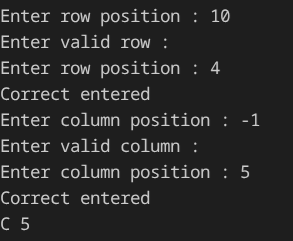 Enter row position : 10
Enter valid row :
Enter row position : 4
Correct entered
Enter column position : -1
Enter valid column :
Enter column position : 5
Correct entered
C 5